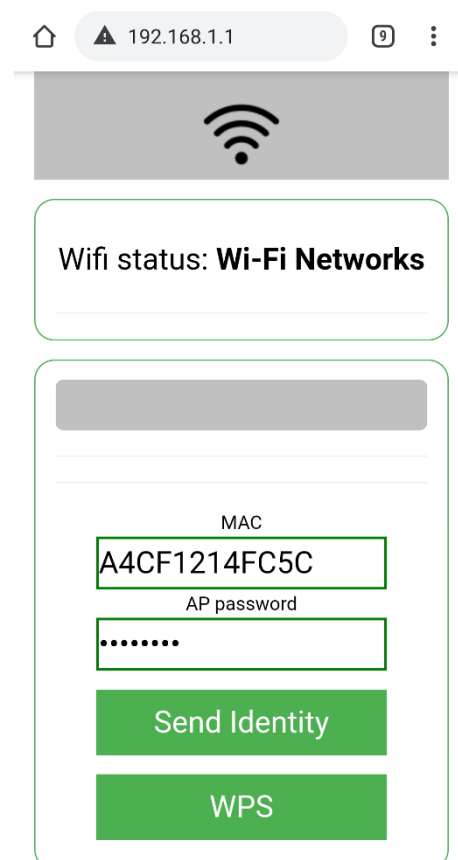 192.168.1.1
9
Wifi status: Wi-Fi Networks
MAC
A4CF1214FC5C
AP password
••••••••
Send Identity
WPS